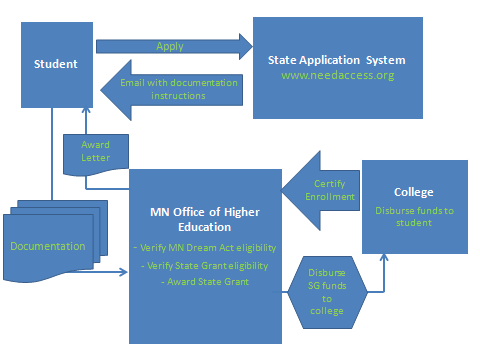 Student
Apply
State Application System
www.needaccess.org
Email with documentation
instructions
Award
Letter
MN Office of Higher
Education
- Verify MN Dream Act eligibility
- Verify State Grant eligibility
- Award State Grant
Certify
Enrollment
College
Disburse funds to
student
Documentation
Disburse
SG funds
to
college